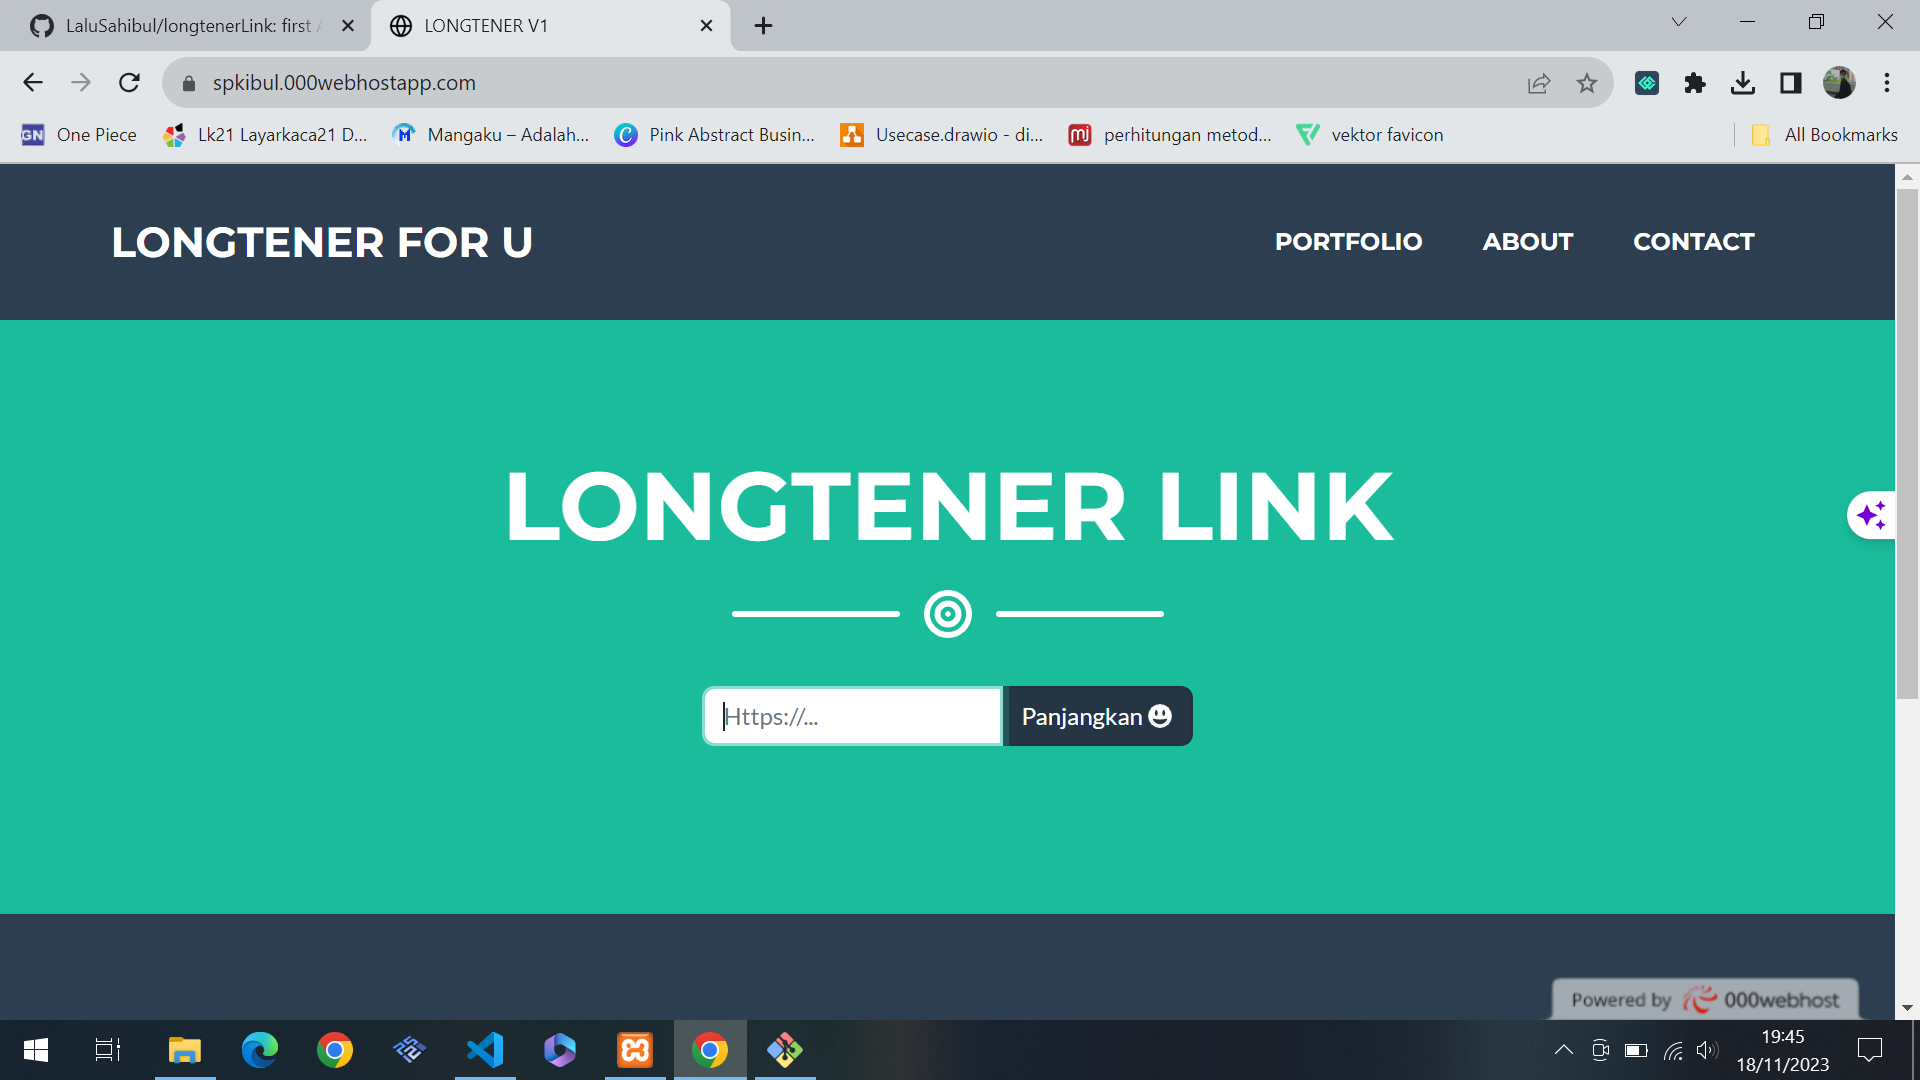 LaluSahibul/longtenerLink: first A
LONGTENER V1
spkibul.000webhostapp.com
GN One Piece
Lk21 Layarkaca21 D...
Mangaku – Adalah...
Pink Abstract Busin...
Usecase.drawio - di...
perhitungan metod...
vektor favicon
All Bookmarks
LONGTENER FOR U
PORTFOLIO
ABOUT
CONTACT
LONGTENER LINK
Https://...
Panjangkan
Powered by 000webhost
19:45
18/11/2023